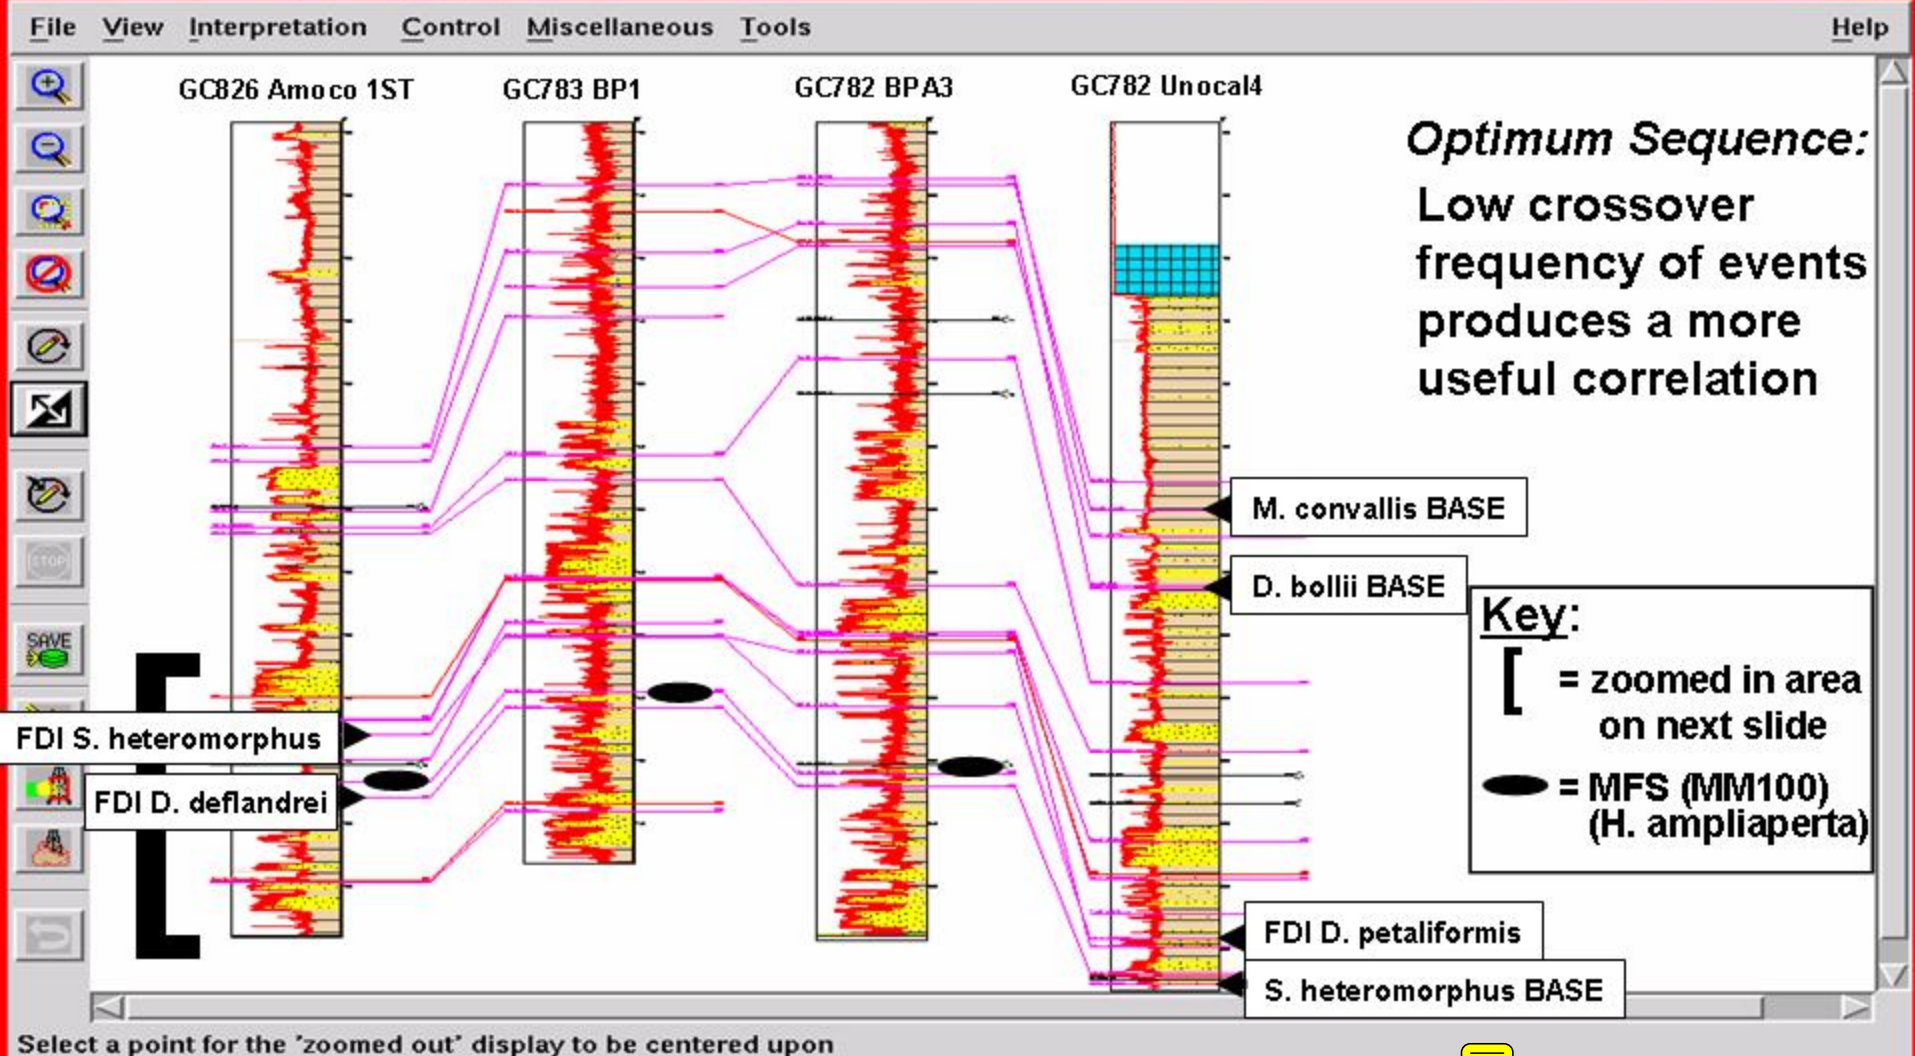 File View Interpretation Control Miscellaneous Tools Help
GC826 Amoco 1ST GC783 BP1 GC782 BPA3 GC782 Unocal4
Optimum Sequence:
Low crossover
frequency of events
produces a more
useful correlation
M. convallis BASE
D. bollii BASE
STOP
Key:
SAVE
[ = zoomed in area
on next slide
FDI S. heteromorphus
= MFS (MM100)
(H. ampliaperta)
FDI D. deflandrei
FDI D. petaliformis
S. heteromorphus BASE
Select a point for the 'zoomed out' display to be centered upon